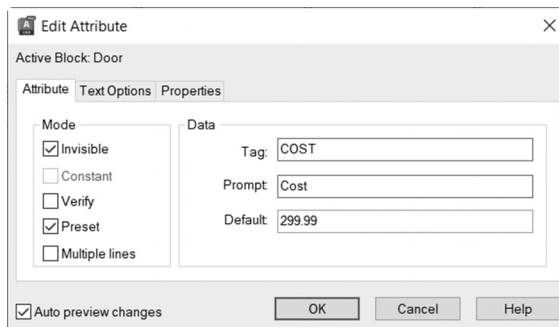 Edit Attribute
Active Block: Door
Attribute Text Options Properties
Mode
Invisible
Constant
Verify
Preset
Multiple lines
Data
Tag: COST
Prompt: Cost
Default: 299.99
Auto preview changes
OK Cancel Help